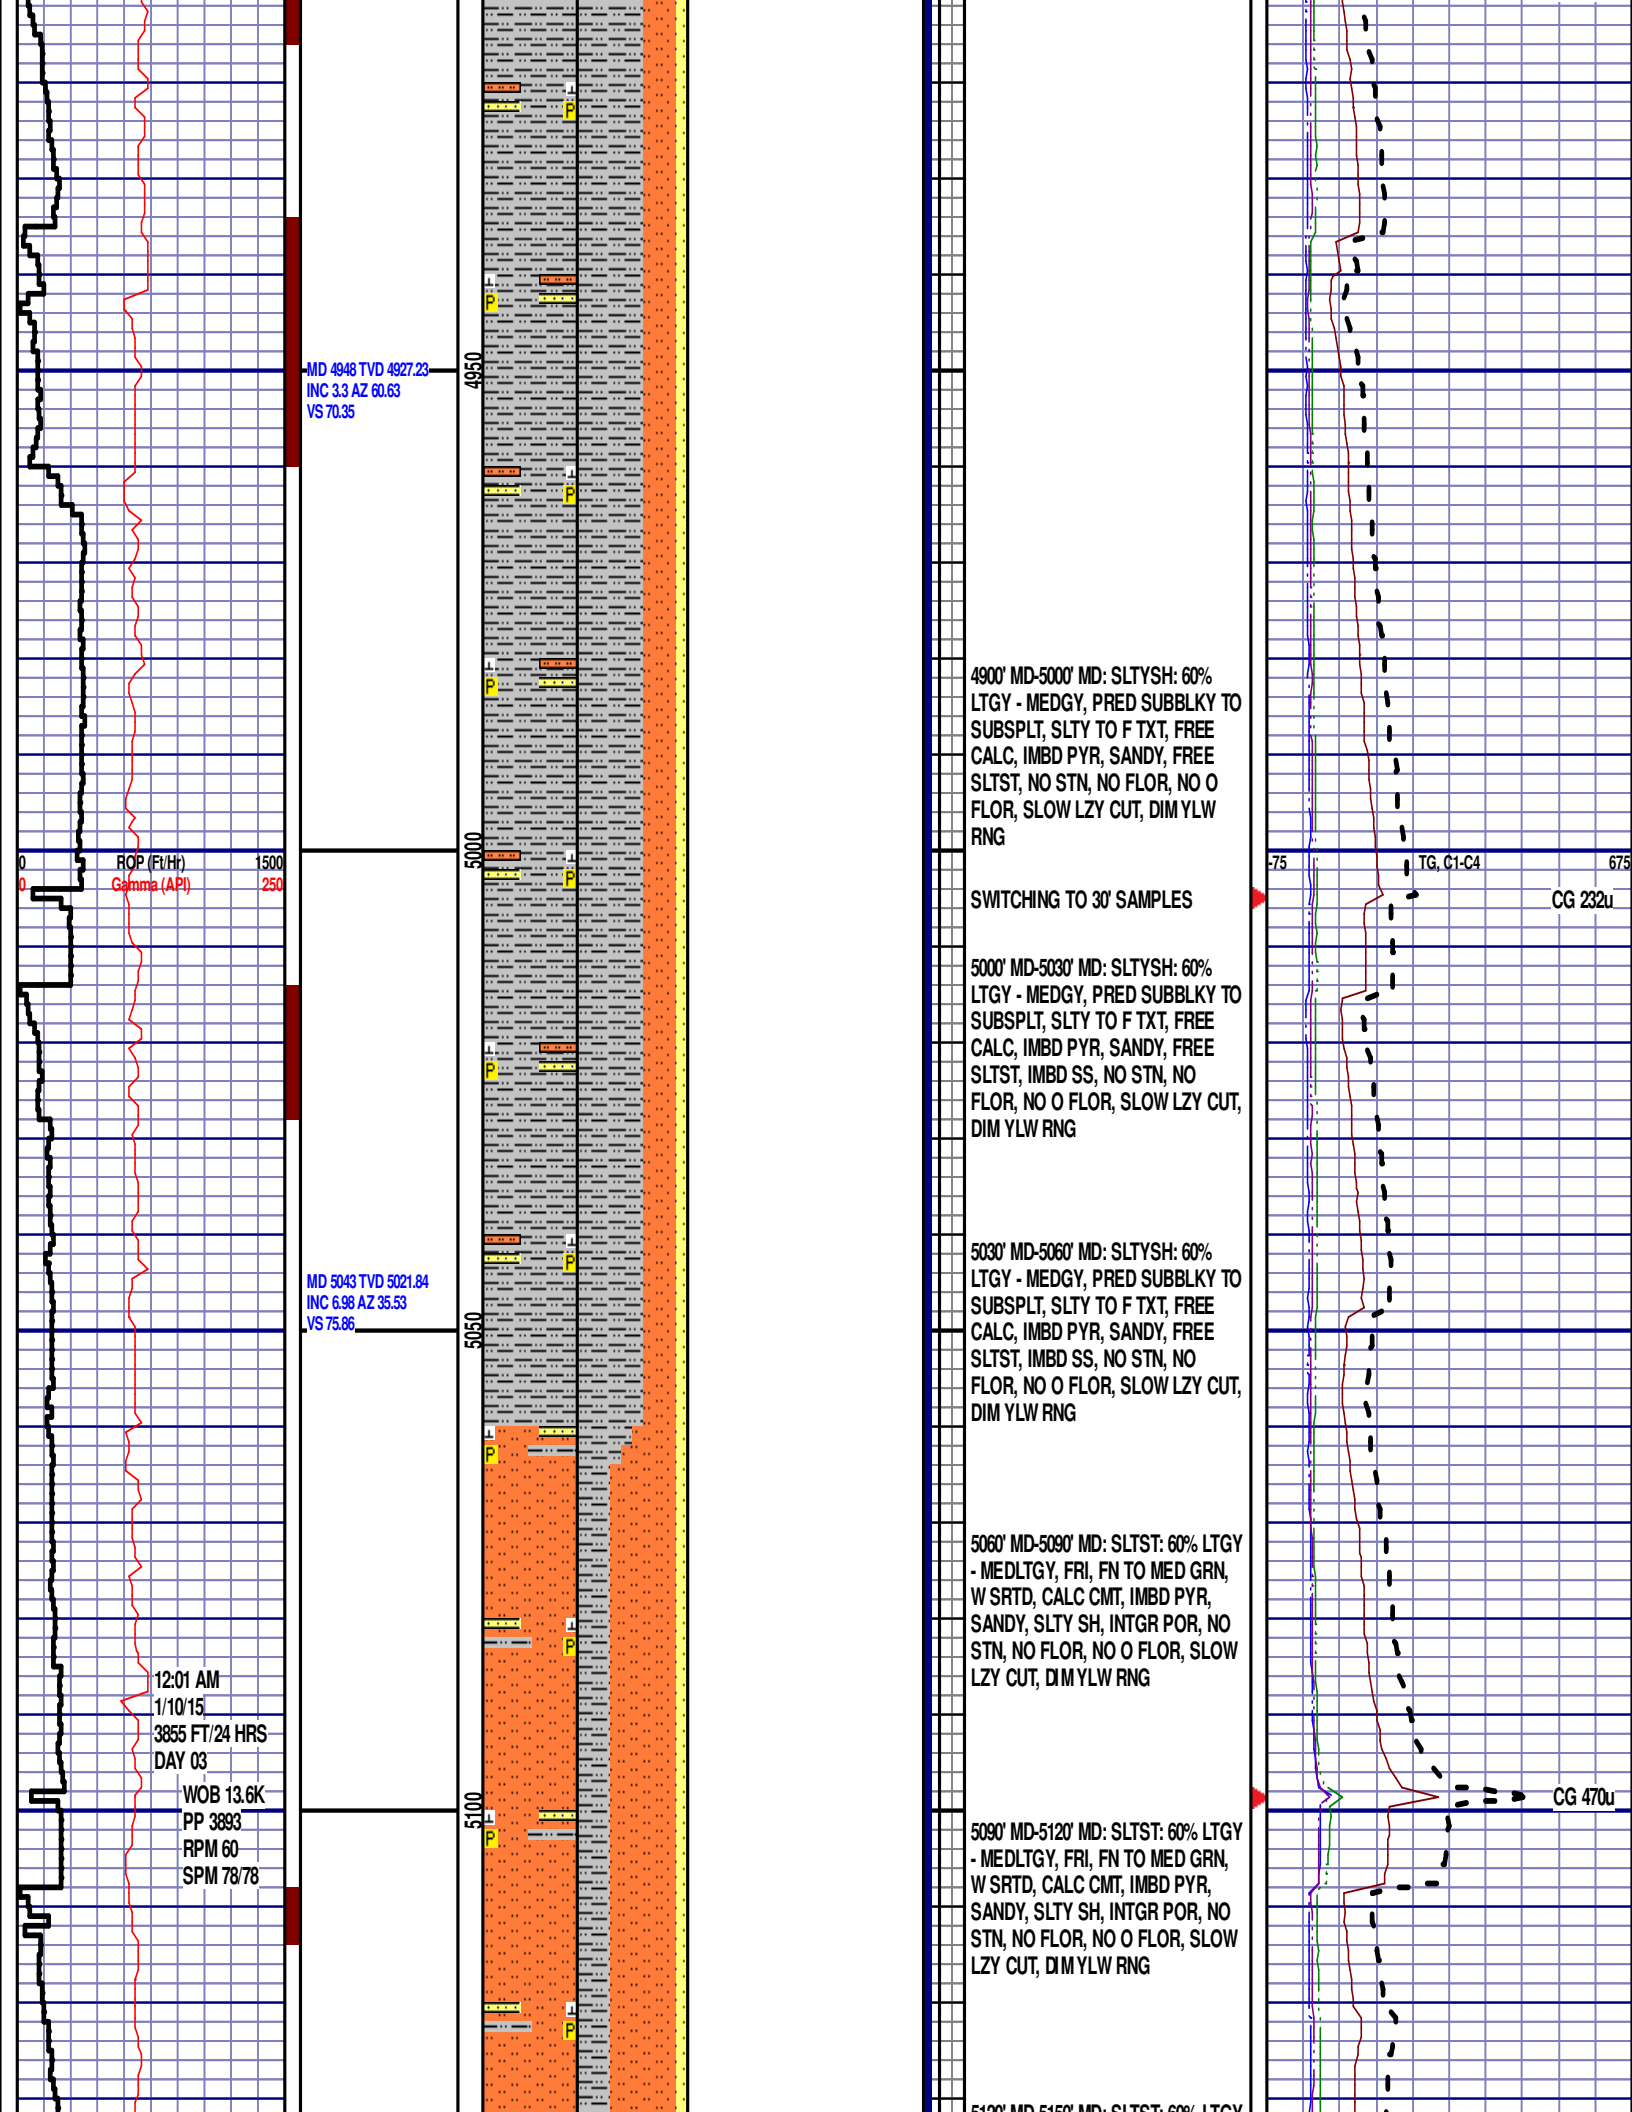 MD 4948 TVD 4927.23
INC 3.3 AZ 60.63
VS 70.35
4950
4900' MD-5000' MD: SLTYSH: 60%
LTGY - MEDGY, PRED SUBBLKY TO
SUBSPLT, SLTY TO F TXT, FREE
CALC, IMBD PYR, SANDY, FREE
SLTST, NO STN, NO FLOR, NO O
FLOR, SLOW LZY CUT, DIM YLW
RNG
5000
0 ROP (Ft/Hr) 1500
0 Gamma (API) 250
-75 TG, C1-C4 675
SWITCHING TO 30' SAMPLES
CG 232u
5000' MD-5030' MD: SLTYSH: 60%
LTGY - MEDGY, PRED SUBBLKY TO
SUBSPLT, SLTY TO F TXT, FREE
CALC, IMBD PYR, SANDY, FREE
SLTST, IMBD SS, NO STN, NO
FLOR, NO O FLOR, SLOW LZY CUT,
DIM YLW RNG
MD 5043 TVD 5021.84
INC 6.98 AZ 35.53
VS 75.86
5050
5030' MD-5060' MD: SLTYSH: 60%
LTGY - MEDGY, PRED SUBBLKY TO
SUBSPLT, SLTY TO F TXT, FREE
CALC, IMBD PYR, SANDY, FREE
SLTST, IMBD SS, NO STN, NO
FLOR, NO O FLOR, SLOW LZY CUT,
DIM YLW RNG
5060' MD-5090' MD: SLTST: 60% LTGY
- MEDLTGY, FRI, FN TO MED GRN,
W SRTD, CALC CMT, IMBD PYR,
SANDY, SLTY SH, INTGR POR, NO
STN, NO FLOR, NO O FLOR, SLOW
LZY CUT, DIM YLW RNG
12:01 AM
1/10/15
3855 FT/24 HRS
DAY 03
WOB 13.6K
PP 3893
RPM 60
SPM 78/78
5100
CG 470u
5090' MD-5120' MD: SLTST: 60% LTGY
- MEDLTGY, FRI, FN TO MED GRN,
W SRTD, CALC CMT, IMBD PYR,
SANDY, SLTY SH, INTGR POR, NO
STN, NO FLOR, NO O FLOR, SLOW
LZY CUT, DIM YLW RNG
5120' MD-5150' MD: SLTST: 60% LTGY
P
P
P
P
P
P
P
P
P
P
P